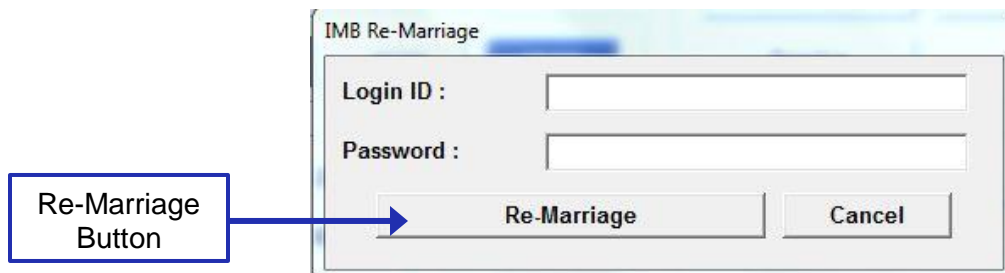 IMB Re-Marriage
Login ID :
Password :
Re-Marriage
Button
Re-Marriage
Cancel